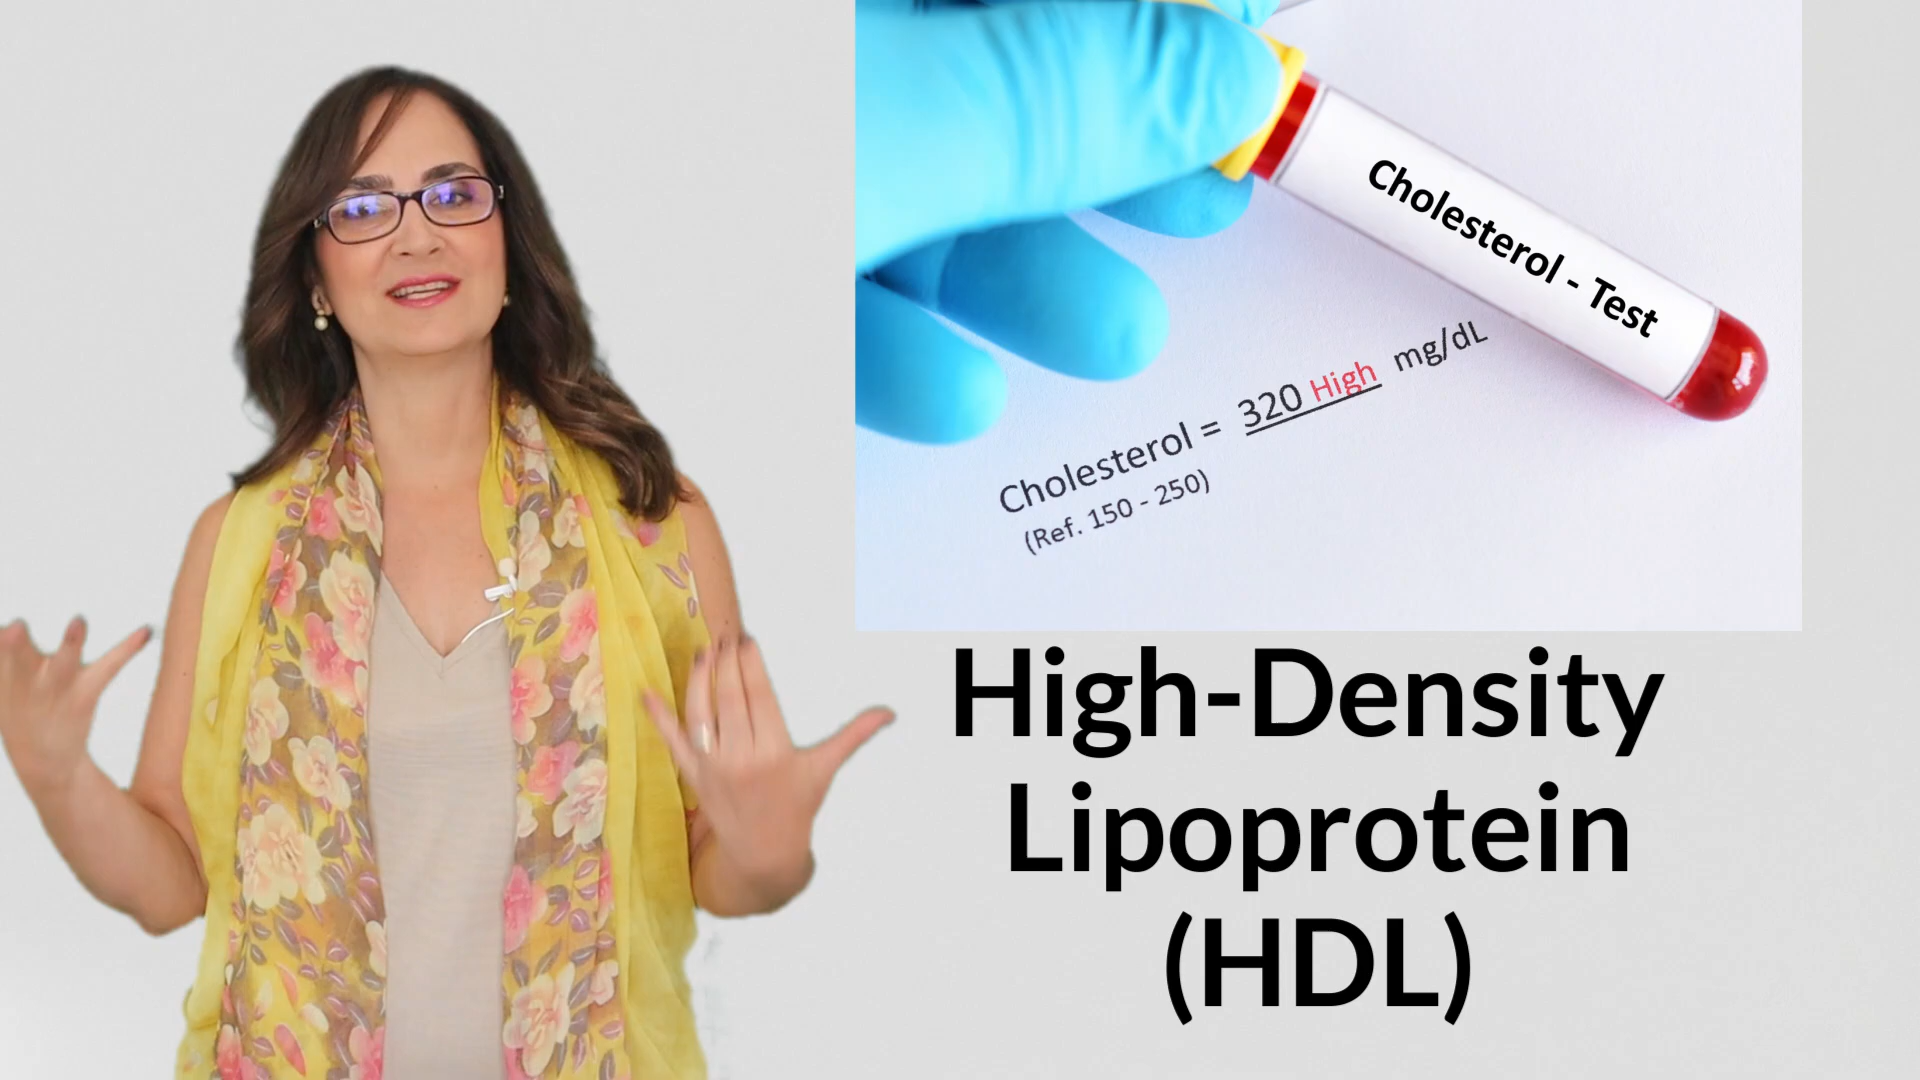 Cholesterol - Test
Cholesterol = 320 High mg/dL
(Ref. 150 - 250)
High-Density
Lipoprotein
(HDL)